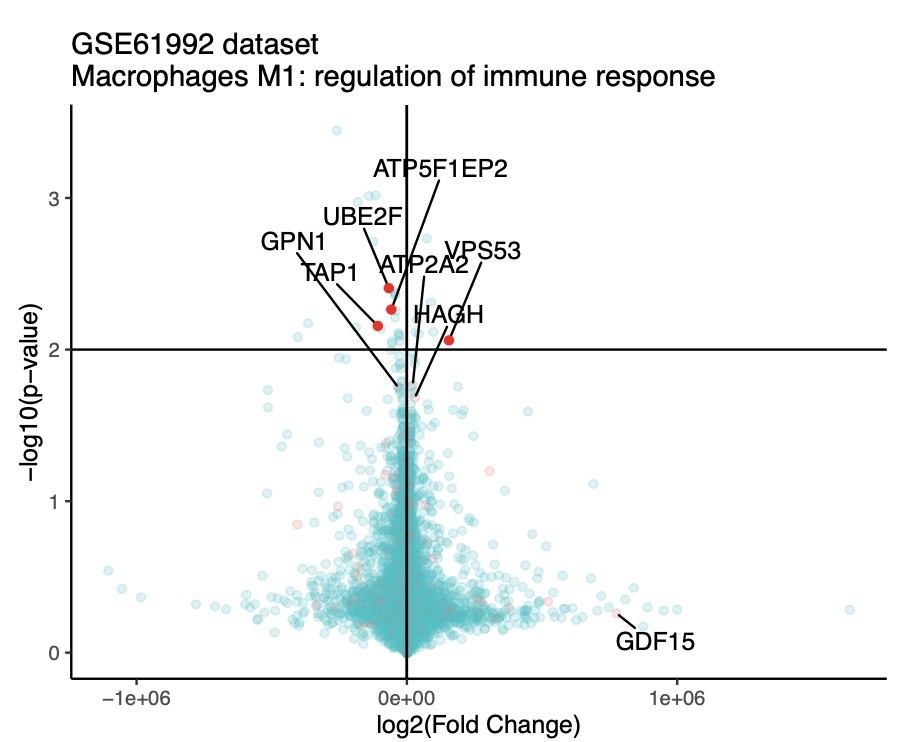 GSE61992 dataset
Macrophages M1: regulation of immune response
ATP5F1EP2
UBE2F
GPN1
VPS53
TAP1
ATP2A2
HAGH
GDF15
3
2
1
0
−log10(p−value)
−1e+06
0e+00
1e+06
log2(Fold Change)